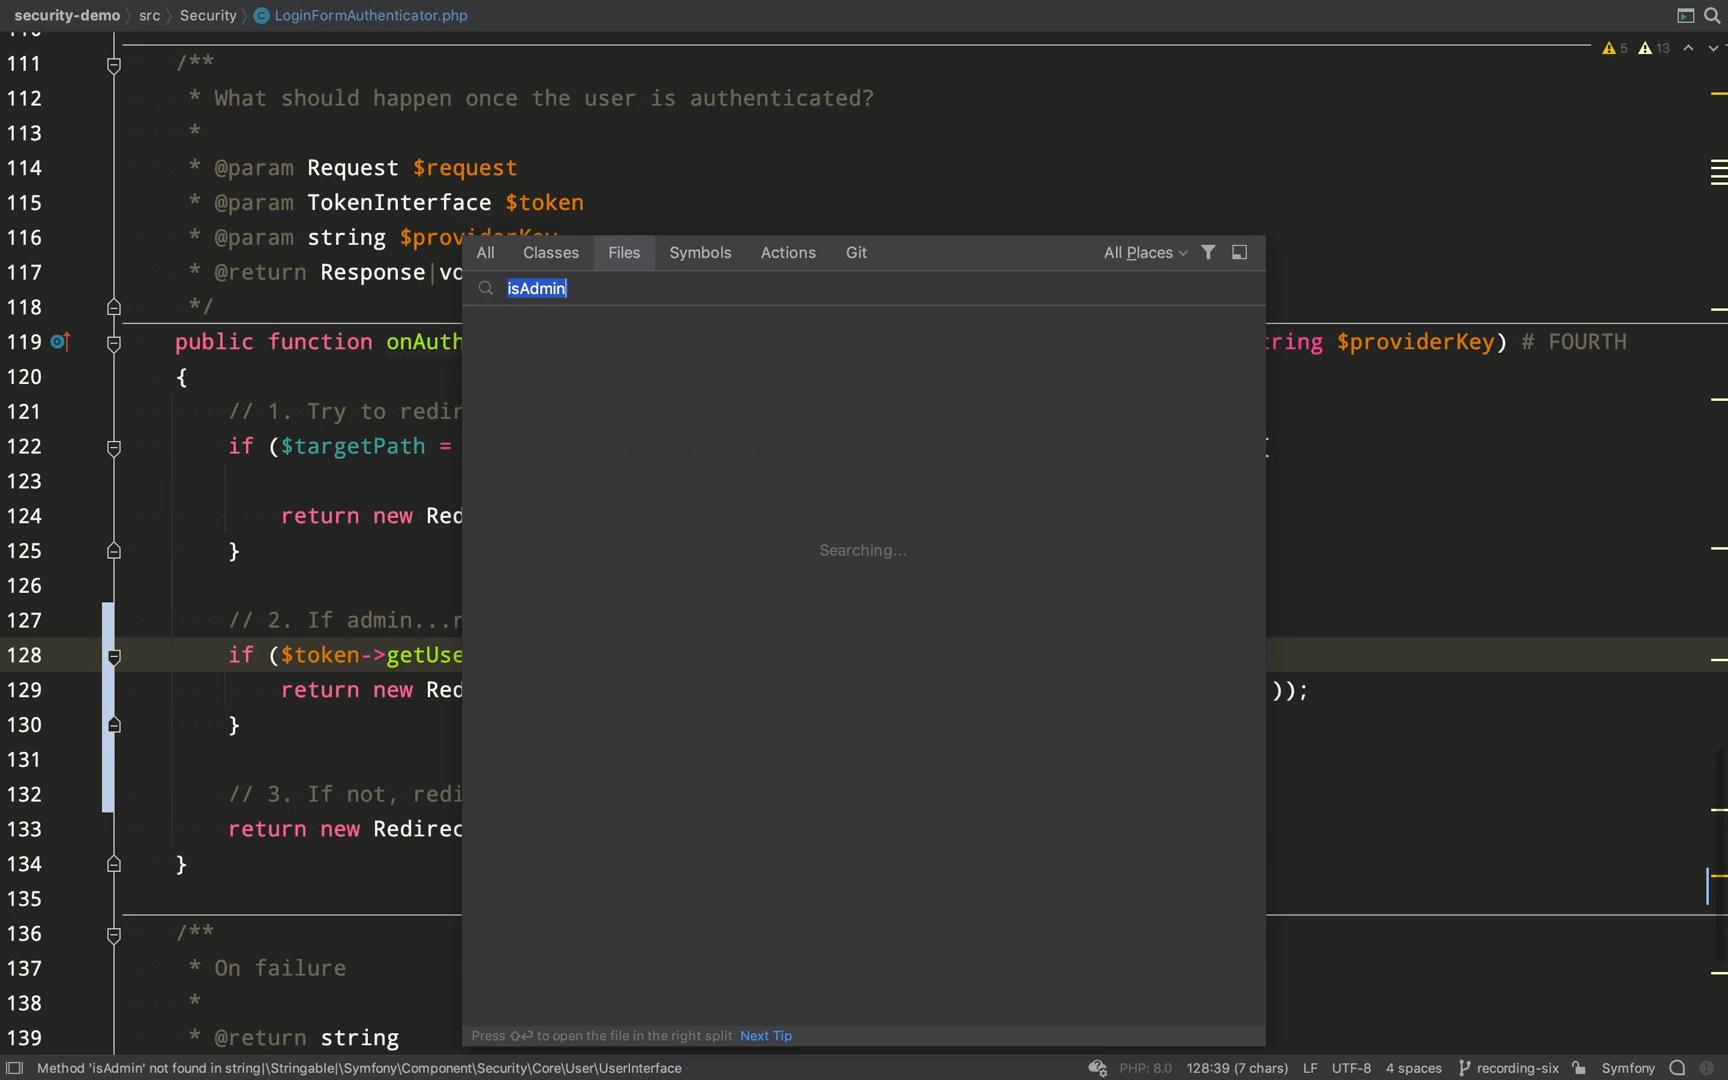 security-demo src Security LoginFormAuthenticator.php
5 13
111 /**
112 * What should happen once the user is authenticated?
113 *
114 * @param Request $request
115 * @param TokenInterface $token
116 * @param string $providerKey
117 * @return Response|vo
118 */
119 public function onAuth tring $providerKey) # FOURTH
120 {
121 // 1. Try to redir
122 if ($targetPath =
123
124 return new Red
125 }
126
127 // 2. If admin...r
128 if ($token->getUse
129 return new Red ));
130 }
131
132 // 3. If not, redi
133 return new Redirec
134 }
135
136 /**
137 * On failure
138 *
139 * @return string
All Classes Files Symbols Actions Git All Places
isAdmin
Searching...
Press ⇧⏎ to open the file in the right split Next Tip
Method 'isAdmin' not found in string|\Stringable|\Symfony\Component\Security\Core\User\UserInterface PHP: 8.0 128:39 (7 chars) LF UTF-8 4 spaces recording-six Symfony